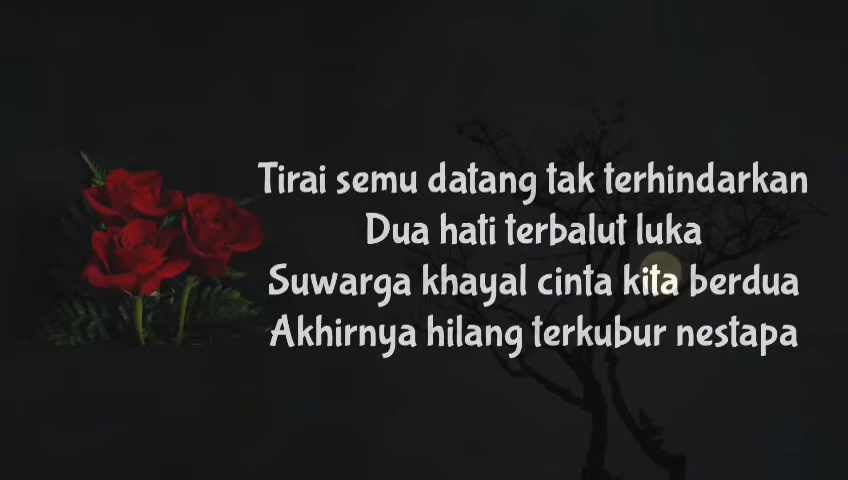 Tirai semu datang tak terhindarkan
Dua hati terbalut luka
Suwarga khayal cinta kita berdua
Akhirnya hilang terkubur nestapa